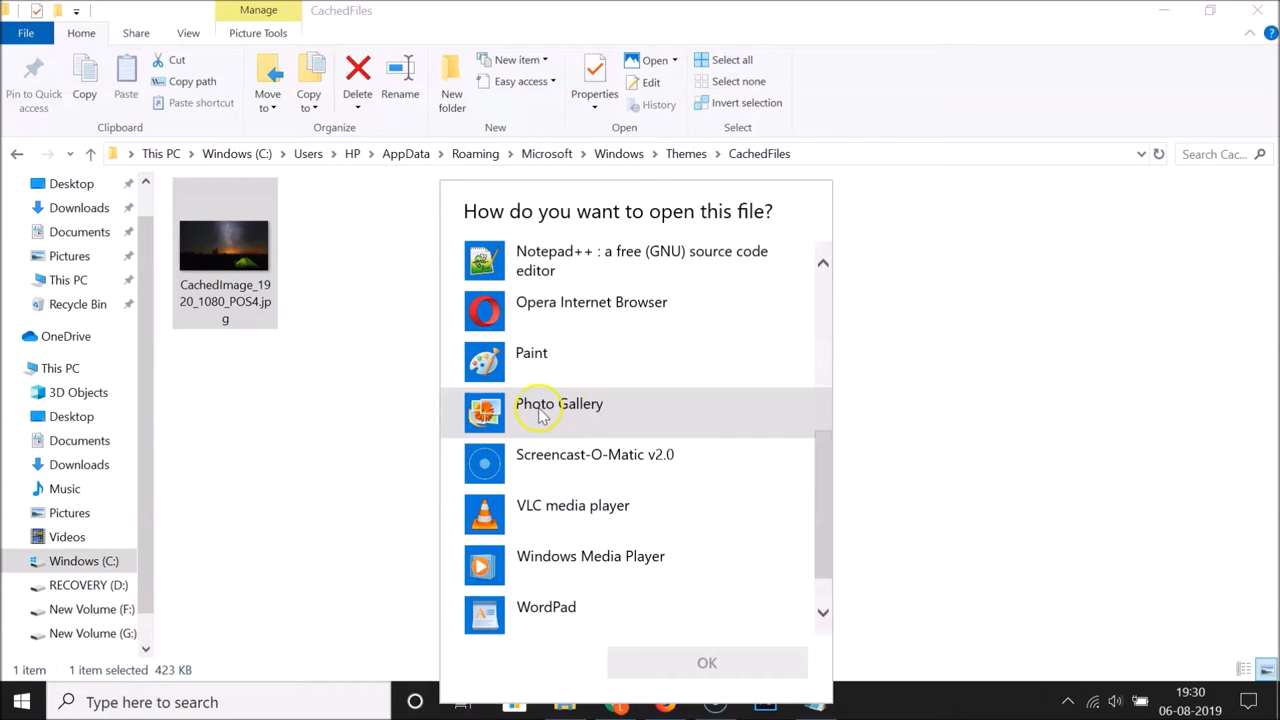 Manage
CachedFiles
File
Home
Share
View
Picture Tools
Pin to Quick
access
Copy
Paste
Cut
Copy path
Paste shortcut
Clipboard
Move
to
Copy
to
Delete
Rename
Organize
New
folder
New item
Easy access
New
Properties
Open
Edit
History
Open
Select all
Select none
Invert selection
Select
This PC > Windows (C:) > Users > HP > AppData > Roaming > Microsoft > Windows > Themes > CachedFiles
Search Cac...
Desktop
Downloads
Documents
Pictures
This PC
Recycle Bin
OneDrive
This PC
3D Objects
Desktop
Documents
Downloads
Music
Pictures
Videos
Windows (C:)
RECOVERY (D:)
New Volume (F:)
New Volume (G:)
CachedImage_19
20_1080_POS4.jp
g
How do you want to open this file?
Notepad++ : a free (GNU) source code
editor
Opera Internet Browser
Paint
Photo Gallery
Screencast-O-Matic v2.0
VLC media player
Windows Media Player
WordPad
OK
1 item
1 item selected 423 KB
Type here to search
19:30
06-08-2019